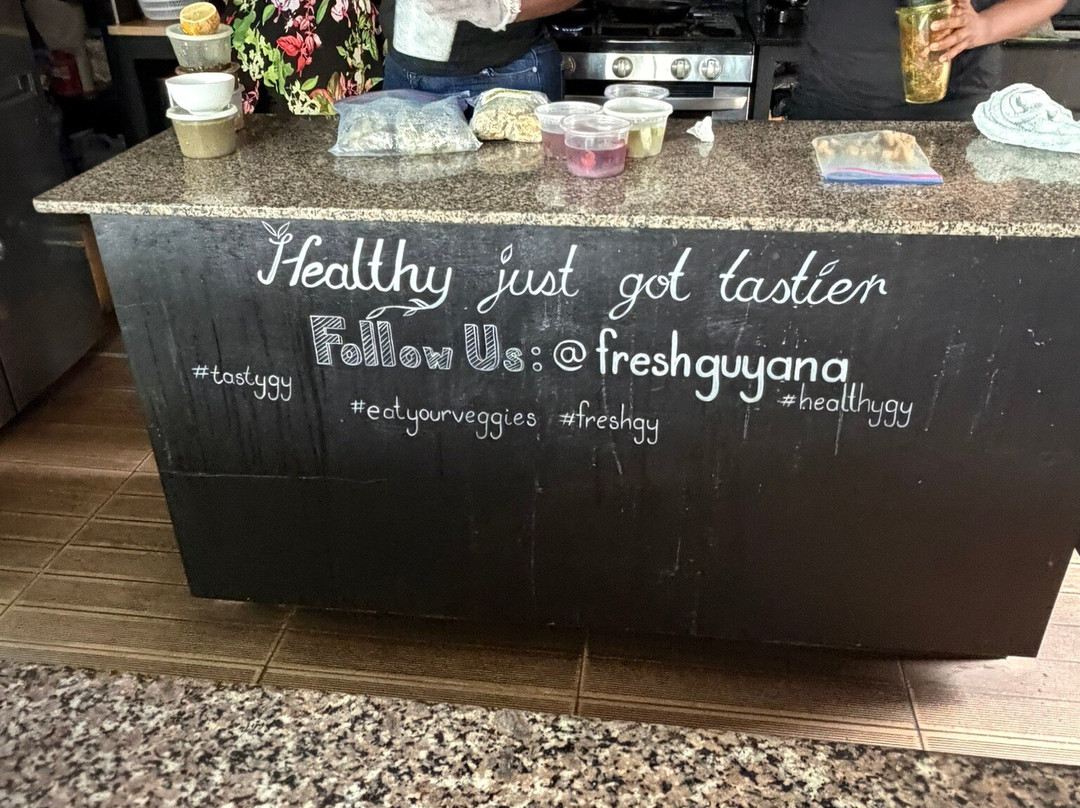 Healthy just got tastier
Follow Us: @freshguyana
#tastygy
#healthygy
#eatyourveggies #freshgy